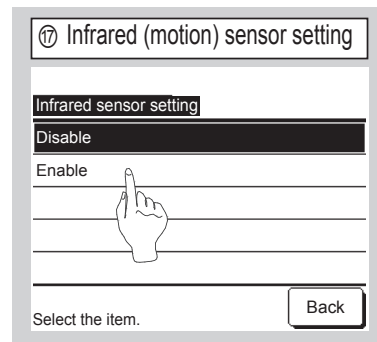 ⑰ Infrared (motion) sensor setting
Infrared sensor setting
Disable
Enable
Select the item.
Back